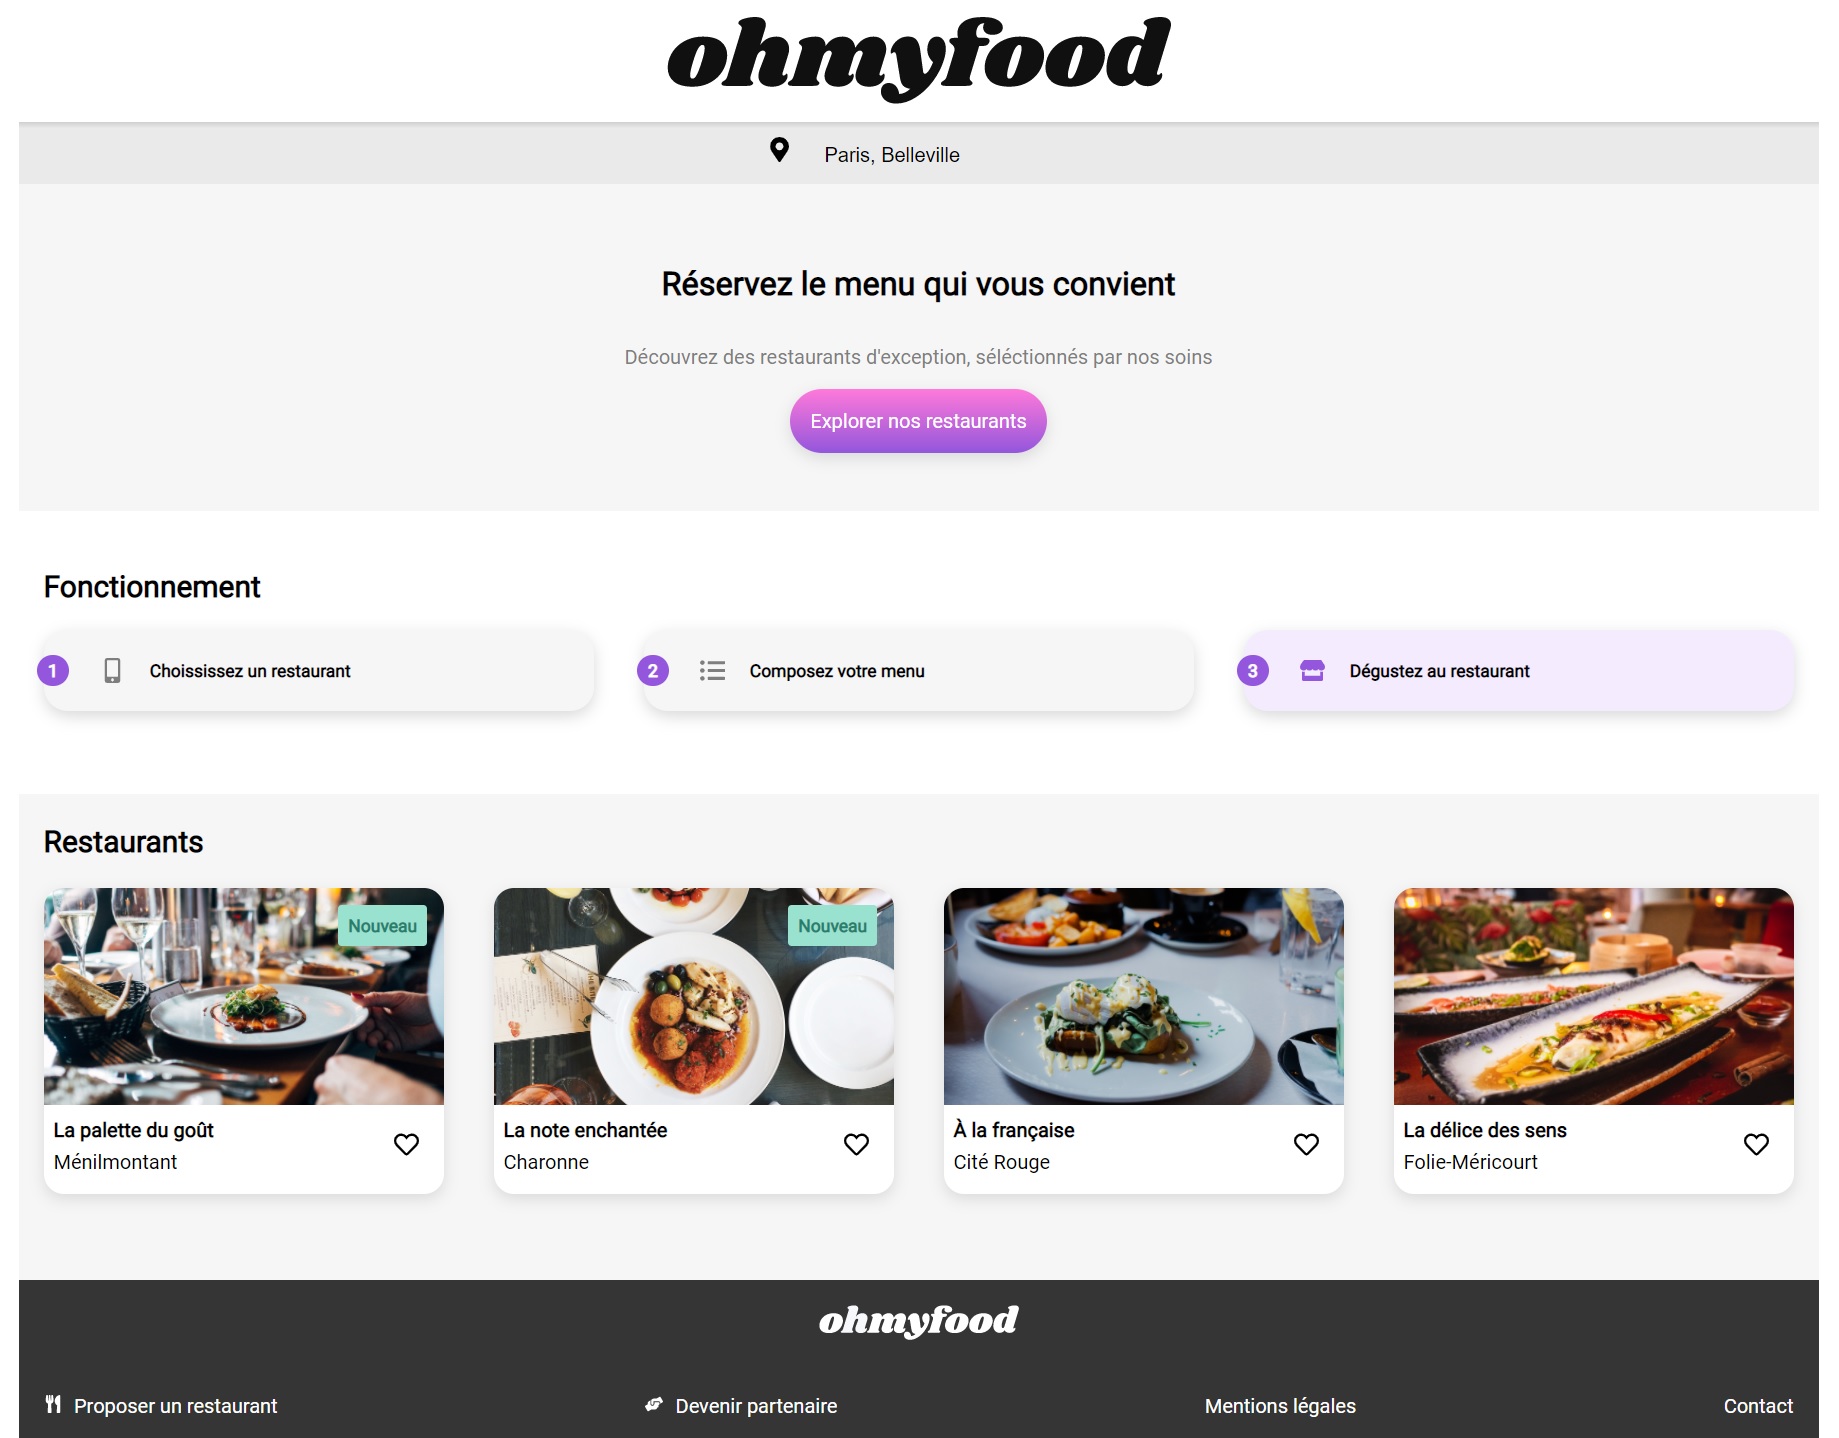 ohmyfood
Paris, Belleville
Réservez le menu qui vous convient
Découvrez des restaurants d'exception, séléctionnés par nos soins
Explorer nos restaurants
Fonctionnement
1 Choississez un restaurant
2 Composez votre menu
3 Dégustez au restaurant
Restaurants
Nouveau
La palette du goût
Ménilmontant
Nouveau
La note enchantée
Charonne
À la française
Cité Rouge
La délice des sens
Folie-Méricourt
ohmyfood
Proposer un restaurant
Devenir partenaire
Mentions légales
Contact